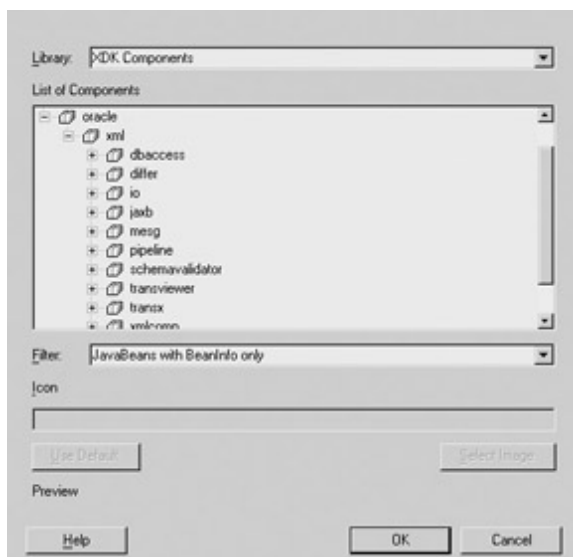 Library: XDK Components
List of Components
oracle
xml
dbaccess
differ
io
jaxb
mesg
pipeline
schemavalidator
transviewer
transx
xmlcomp
Filter: JavaBeans with BeanInfo only
Icon
Use Default Select Image
Preview
Help OK Cancel